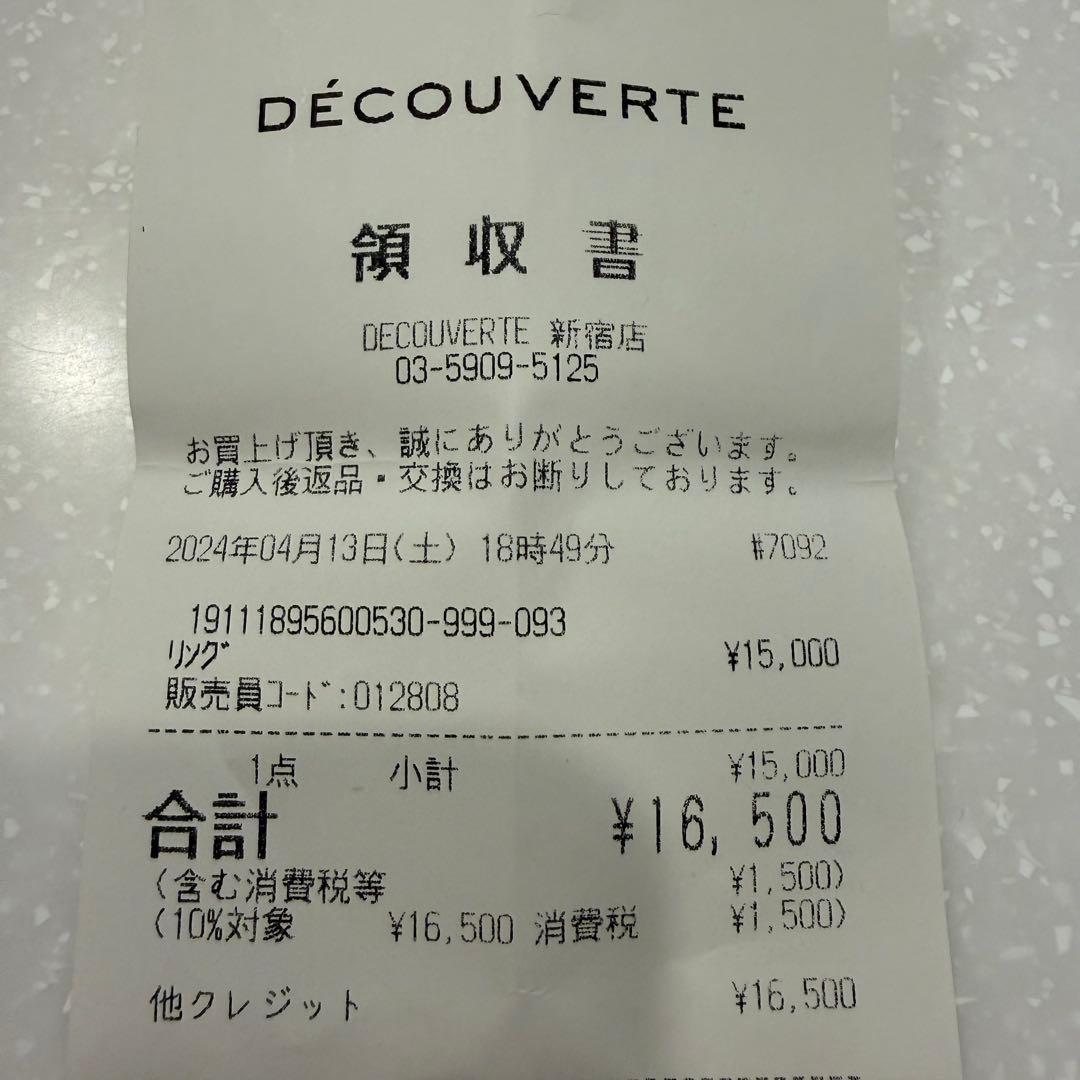 DÉCOUVERTE
領収書
DECOUVERTE 新宿店
03-5909-5125
お買上げ頂き、誠にありがとうございます。
ご購入後返品・交換はお断りしております。
2024年04月13日(土) 18時49分 #7092
19111895600530-999-093
リング ¥15,000
販売員コード:012808
1点 小計 ¥15,000
合計 ¥16,500
(含む消費税等 ¥1,500)
(10%対象 ¥16,500 消費税 ¥1,500)
他クレジット ¥16,500